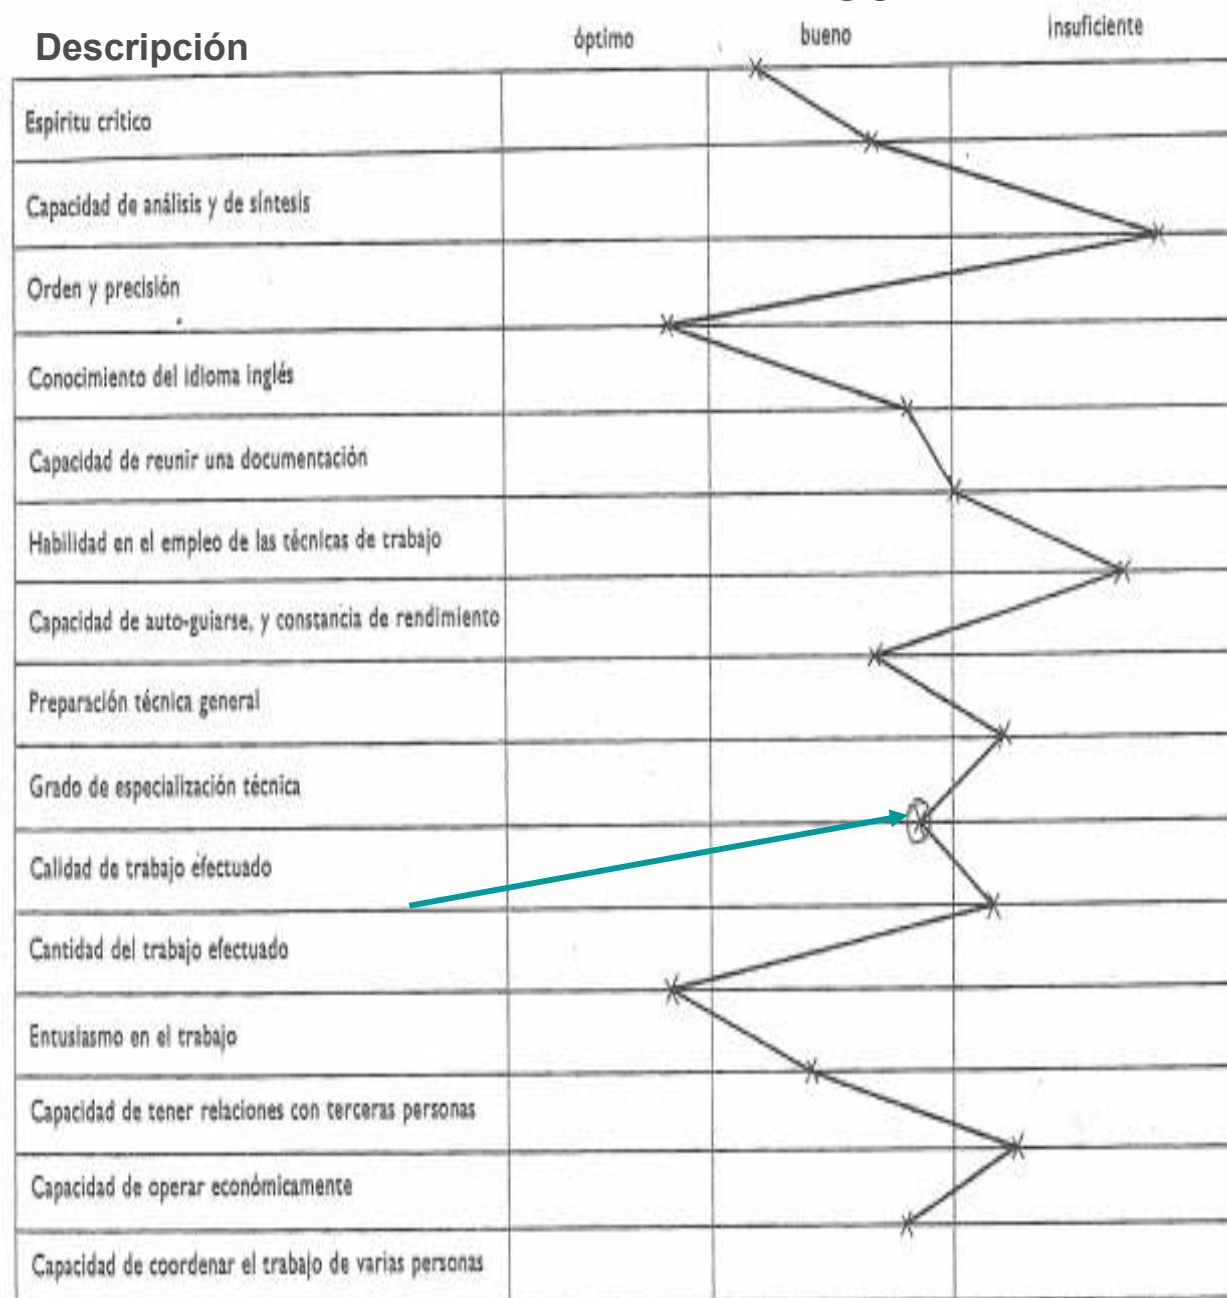 Descripción
óptimo
bueno
insuficiente
Espiritu crítico
Capacidad de análisis y de síntesis
Orden y precisión
Conocimiento del idioma inglés
Capacidad de reunir una documentación
Habilidad en el empleo de las técnicas de trabajo
Capacidad de auto-guiarse, y constancia de rendimiento
Preparación técnica general
Grado de especialización técnica
Calidad de trabajo efectuado
Cantidad del trabajo efectuado
Entusiasmo en el trabajo
Capacidad de tener relaciones con terceras personas
Capacidad de operar económicamente
Capacidad de coordenar el trabajo de varias personas